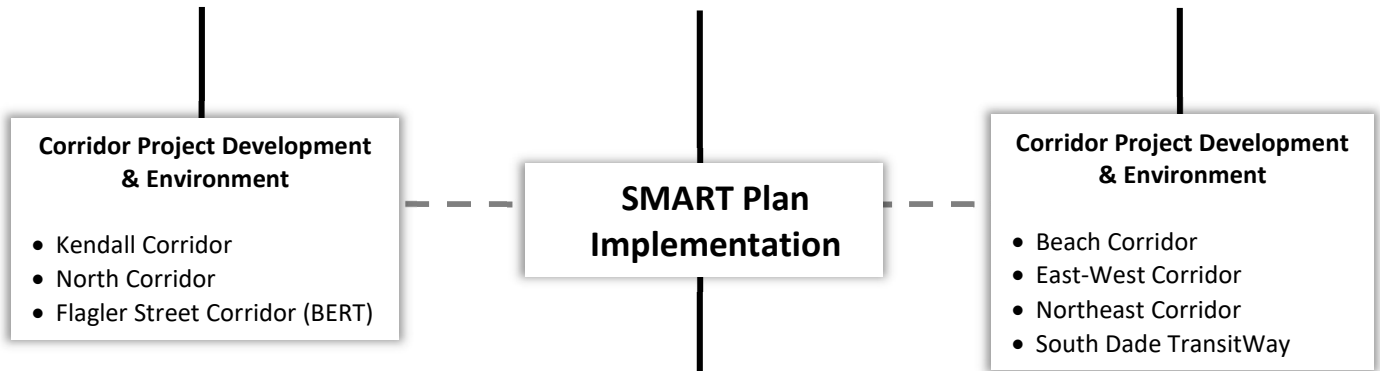 Corridor Project Development
& Environment
• Kendall Corridor
• North Corridor
• Flagler Street Corridor (BERT)
SMART Plan
Implementation
Corridor Project Development
& Environment
• Beach Corridor
• East-West Corridor
• Northeast Corridor
• South Dade TransitWay